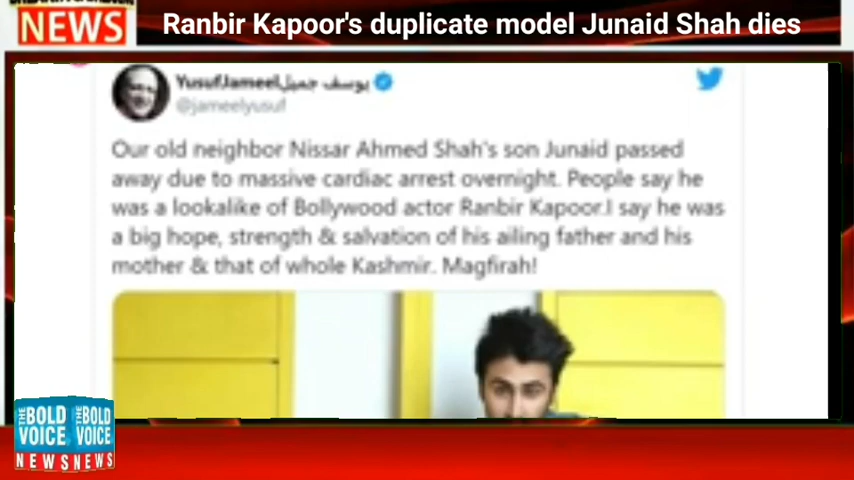 NEWS
Ranbir Kapoor's duplicate model Junaid Shah dies
YusufJameel يوسف جميل
@jameelyusuf
Our old neighbor Nissar Ahmed Shah's son Junaid passed
away due to massive cardiac arrest overnight. People say he
was a lookalike of Bollywood actor Ranbir Kapoor.I say he was
a big hope, strength & salvation of his ailing father and his
mother & that of whole Kashmir. Magfirah!
THE BOLD VOICE THE BOLD VOICE
NEWS NEWS